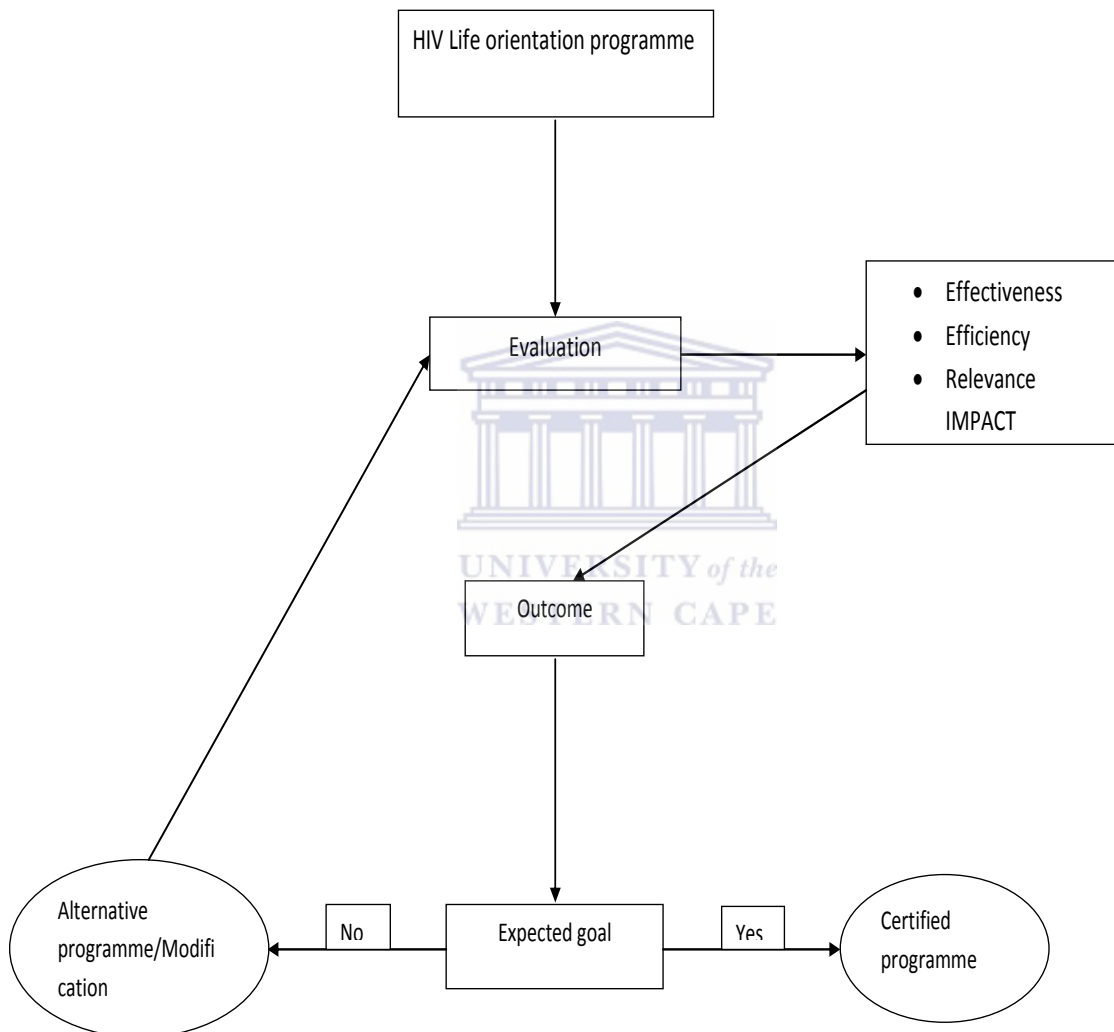 HIV Life orientation programme
Evaluation
• Effectiveness
• Efficiency
• Relevance
IMPACT
UNIVERSITY of the
WESTERN CAPE
Outcome
Alternative
programme/Modifi
cation
No
Expected goal
Yes
Certified
programme